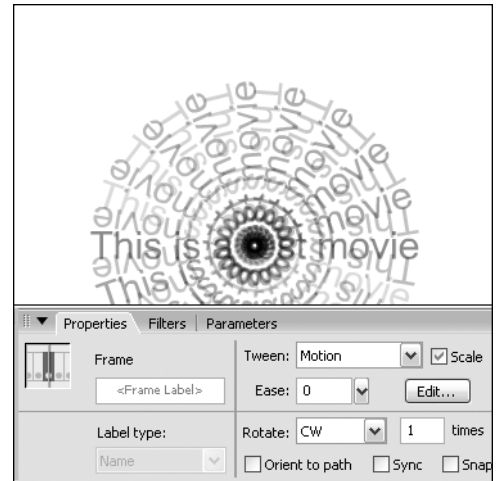 This is a st movie
Properties Filters Parameters
Frame
<Frame Label>
Label type:
Name
Tween: Motion Scale
Ease: 0 Edit...
Rotate: CW 1 times
Orient to path Sync Snap